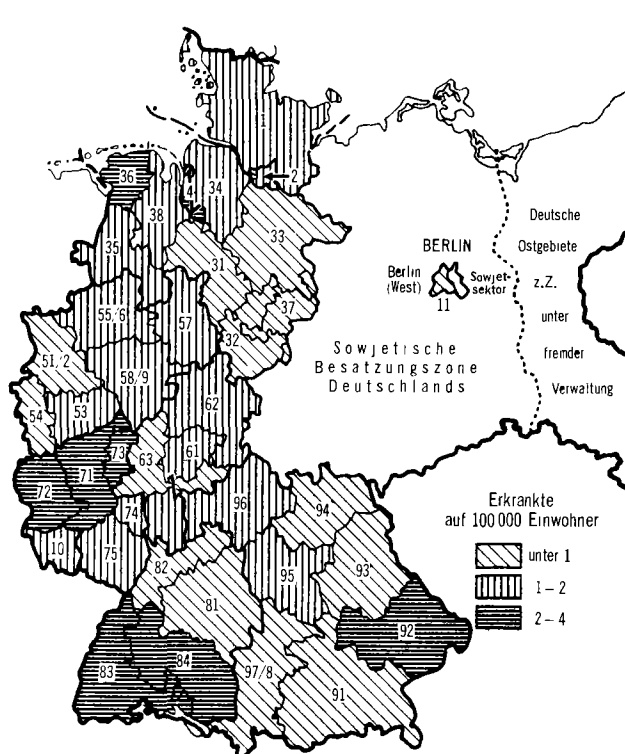 1
2
36
4
34
38
35
33
31
37
32
55/6
57
51/2
58/9
62
54
53
61
63
73
71
72
74
96
94
10
75
82
95
93
81
92
84
83
97/8
91
BERLIN
Berlin
(West)
Sowjet-
sektor
11
Deutsche
Ostgebiete
z.Z.
unter
fremder
Verwaltung
Sowjetische
Besatzungszone
Deutschlands
Erkrankte
auf 100 000 Einwohner
unter 1
1–2
2–4